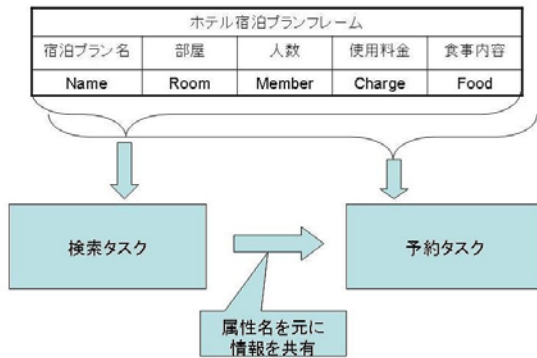 ホテル宿泊プランフレーム
宿泊プラン名 部屋 人数 使用料金 食事内容
Name Room Member Charge Food
検索タスク
予約タスク
属性名を元に
情報を共有